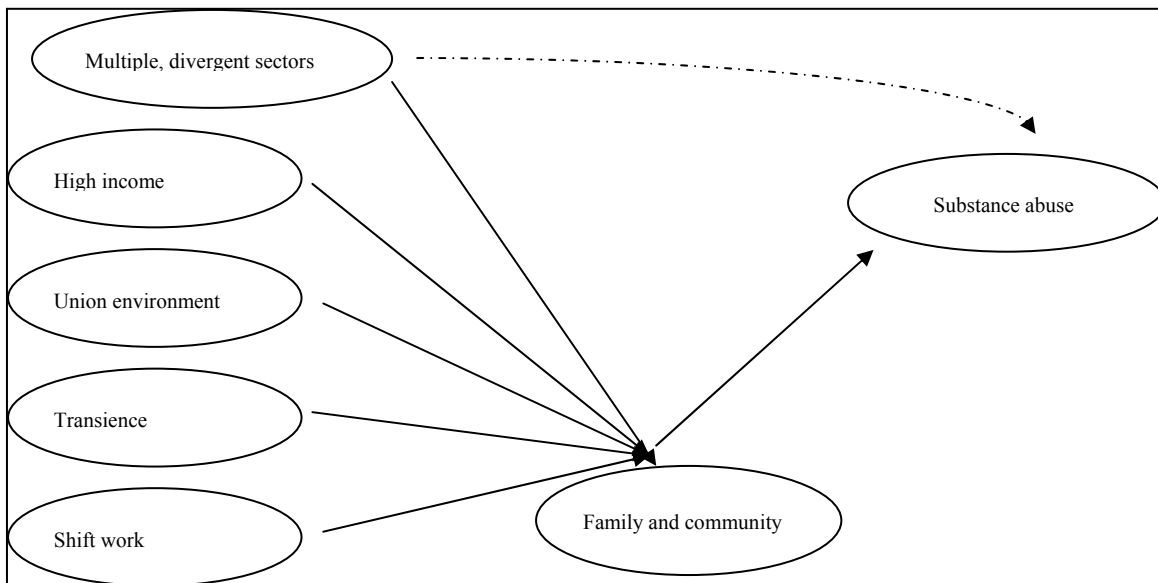 Multiple, divergent sectors
High income
Substance abuse
Union environment
Transience
Family and community
Shift work